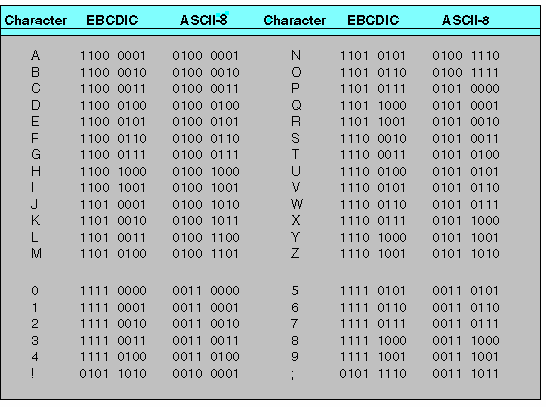 Character EBCDIC ASCII-8 Character EBCDIC ASCII-8
A 1100 0001 0100 0001 N 1101 0101 0100 1110
B 1100 0010 0100 0010 O 1101 0110 0100 1111
C 1100 0011 0100 0011 P 1101 0111 0101 0000
D 1100 0100 0100 0100 Q 1101 1000 0101 0001
E 1100 0101 0100 0101 R 1101 1001 0101 0010
F 1100 0110 0100 0110 S 1110 0010 0101 0011
G 1100 0111 0100 0111 T 1110 0011 0101 0100
H 1100 1000 0100 1000 U 1110 0100 0101 0101
I 1100 1001 0100 1001 V 1110 0101 0101 0110
J 1101 0001 0100 1010 W 1110 0110 0101 0111
K 1101 0010 0100 1011 X 1110 0111 0101 1000
L 1101 0011 0100 1100 Y 1110 1000 0101 1001
M 1101 0100 0100 1101 Z 1110 1001 0101 1010
0 1111 0000 0011 0000 5 1111 0101 0011 0101
1 1111 0001 0011 0001 6 1111 0110 0011 0110
2 1111 0010 0011 0010 7 1111 0111 0011 0111
3 1111 0011 0011 0011 8 1111 1000 0011 1000
4 1111 0100 0011 0100 9 1111 1001 0011 1001
! 0101 1010 0010 0001 ; 0101 1110 0011 1011